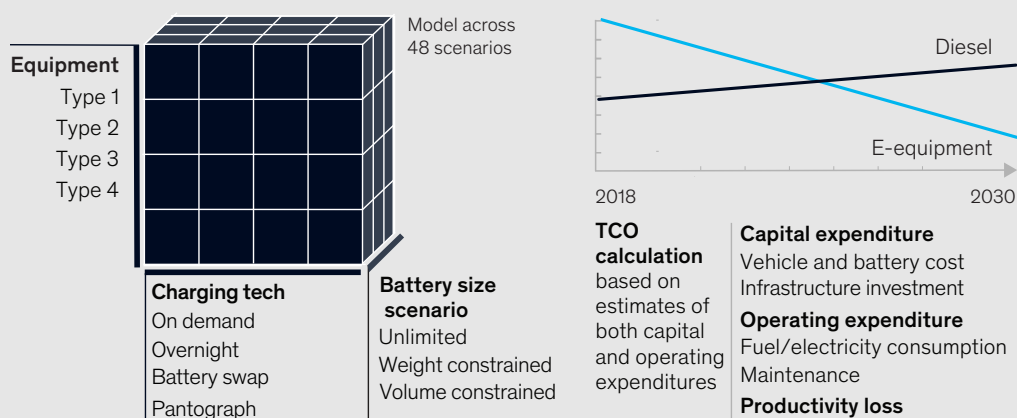 Model across
48 scenarios
Equipment
Type 1
Type 2
Type 3
Type 4
Charging tech
On demand
Overnight
Battery swap
Pantograph
Battery size
scenario
Unlimited
Weight constrained
Volume constrained
Diesel
E-equipment
2018
2030
TCO
calculation
based on
estimates of
both capital
and operating
expenditures
Capital expenditure
Vehicle and battery cost
Infrastructure investment
Operating expenditure
Fuel/electricity consumption
Maintenance
Productivity loss